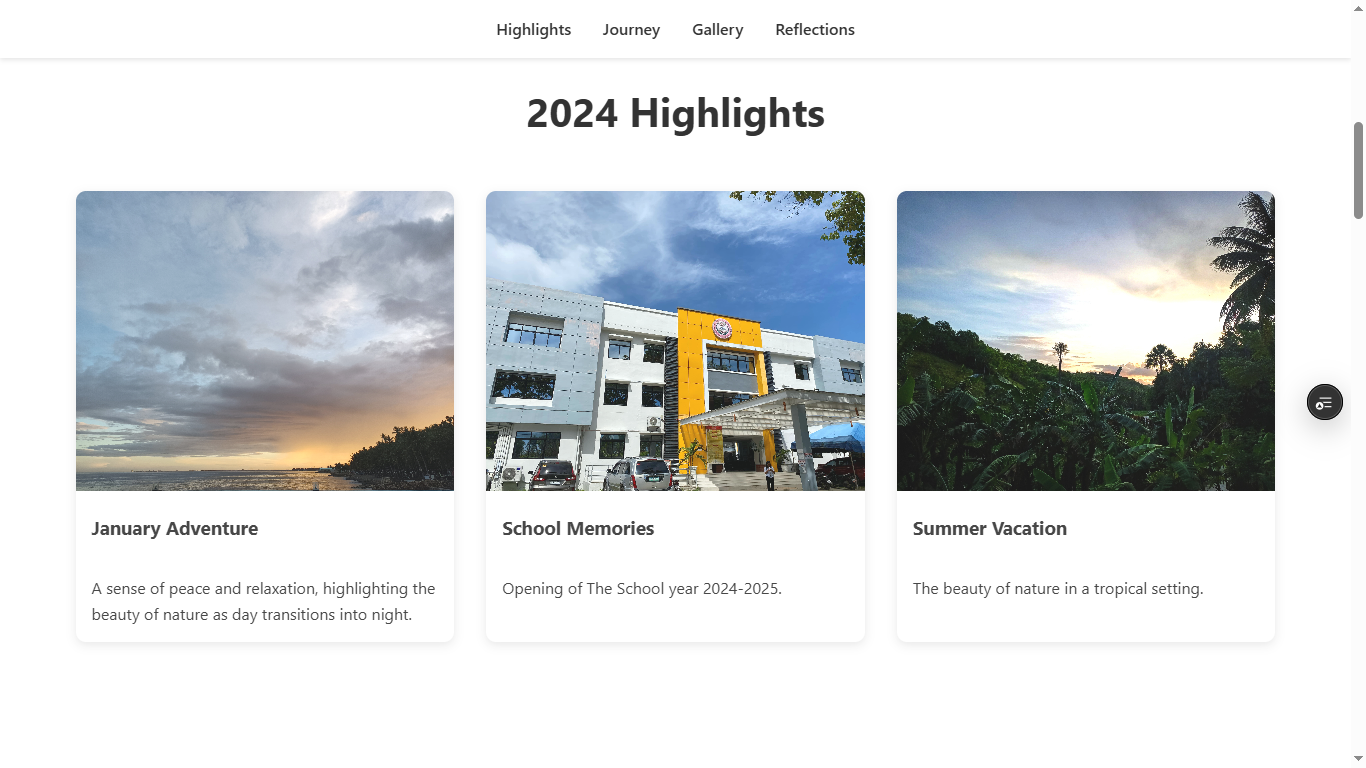 Highlights Journey Gallery Reflections
2024 Highlights
January Adventure
A sense of peace and relaxation, highlighting the
beauty of nature as day transitions into night.
School Memories
Opening of The School year 2024-2025.
Summer Vacation
The beauty of nature in a tropical setting.